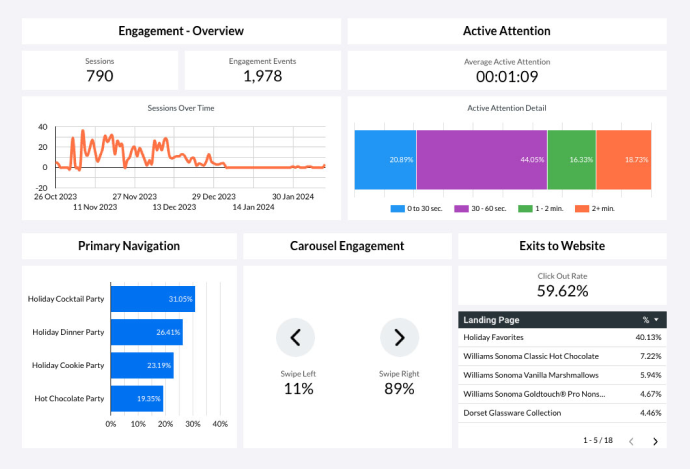 Engagement - Overview
Active Attention
Sessions
790
Engagement Events
1,978
Average Active Attention
00:01:09
Sessions Over Time
40
20
0
-20
26 Oct 2023
27 Nov 2023
29 Dec 2023
30 Jan 2024
11 Nov 2023
13 Dec 2023
14 Jan 2024
Active Attention Detail
20.89%
44.05%
16.33%
18.73%
0 to 30 sec.
30 - 60 sec.
1 - 2 min.
2+ min.
Primary Navigation
Carousel Engagement
Exits to Website
Holiday Cocktail Party
31.05%
Holiday Dinner Party
26.41%
Holiday Cookie Party
23.19%
Hot Chocolate Party
19.35%
0%
10%
20%
30%
40%
Swipe Left
11%
Swipe Right
89%
Click Out Rate
59.62%
Landing Page
%
Holiday Favorites
40.13%
Williams Sonoma Classic Hot Chocolate
7.22%
Williams Sonoma Vanilla Marshmallows
5.94%
Williams Sonoma Goldtouch® Pro Nons...
4.67%
Dorset Glassware Collection
4.46%
1 - 5 / 18